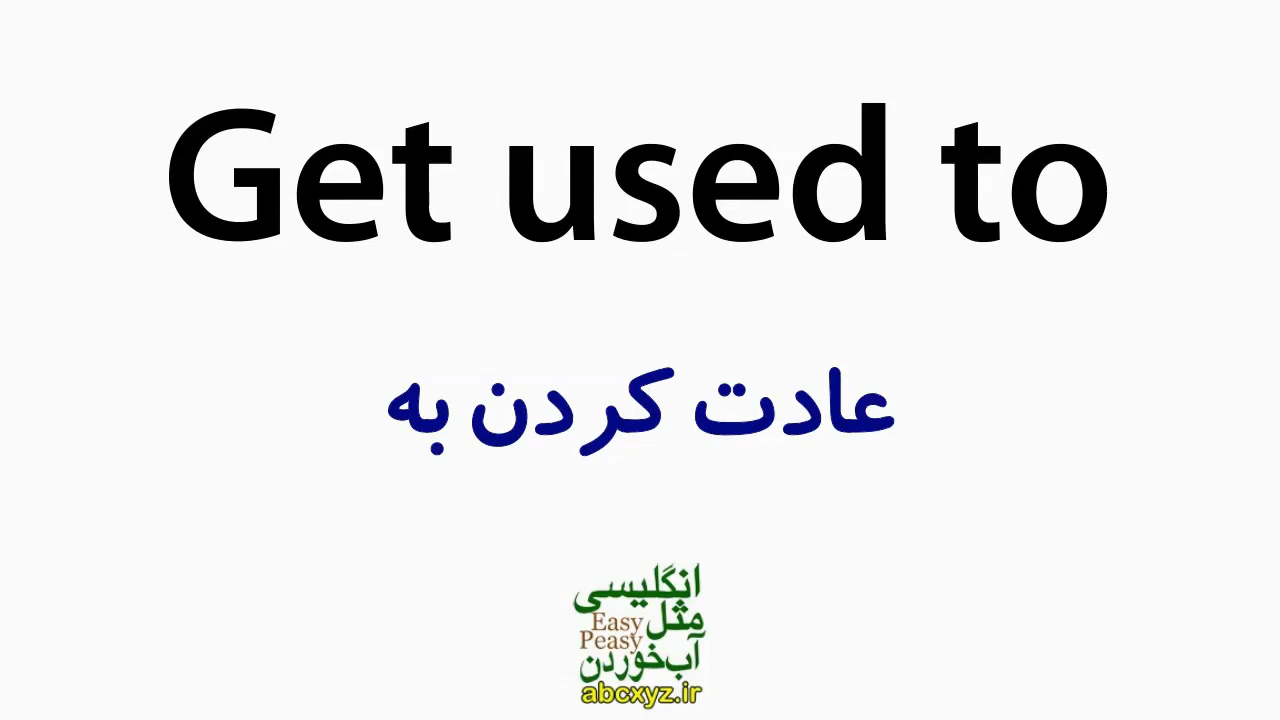 Get used to
عادت کردن به
انگلیسی
مثل Easy
Peasy
آب‌خوردن
abcxyz.ir